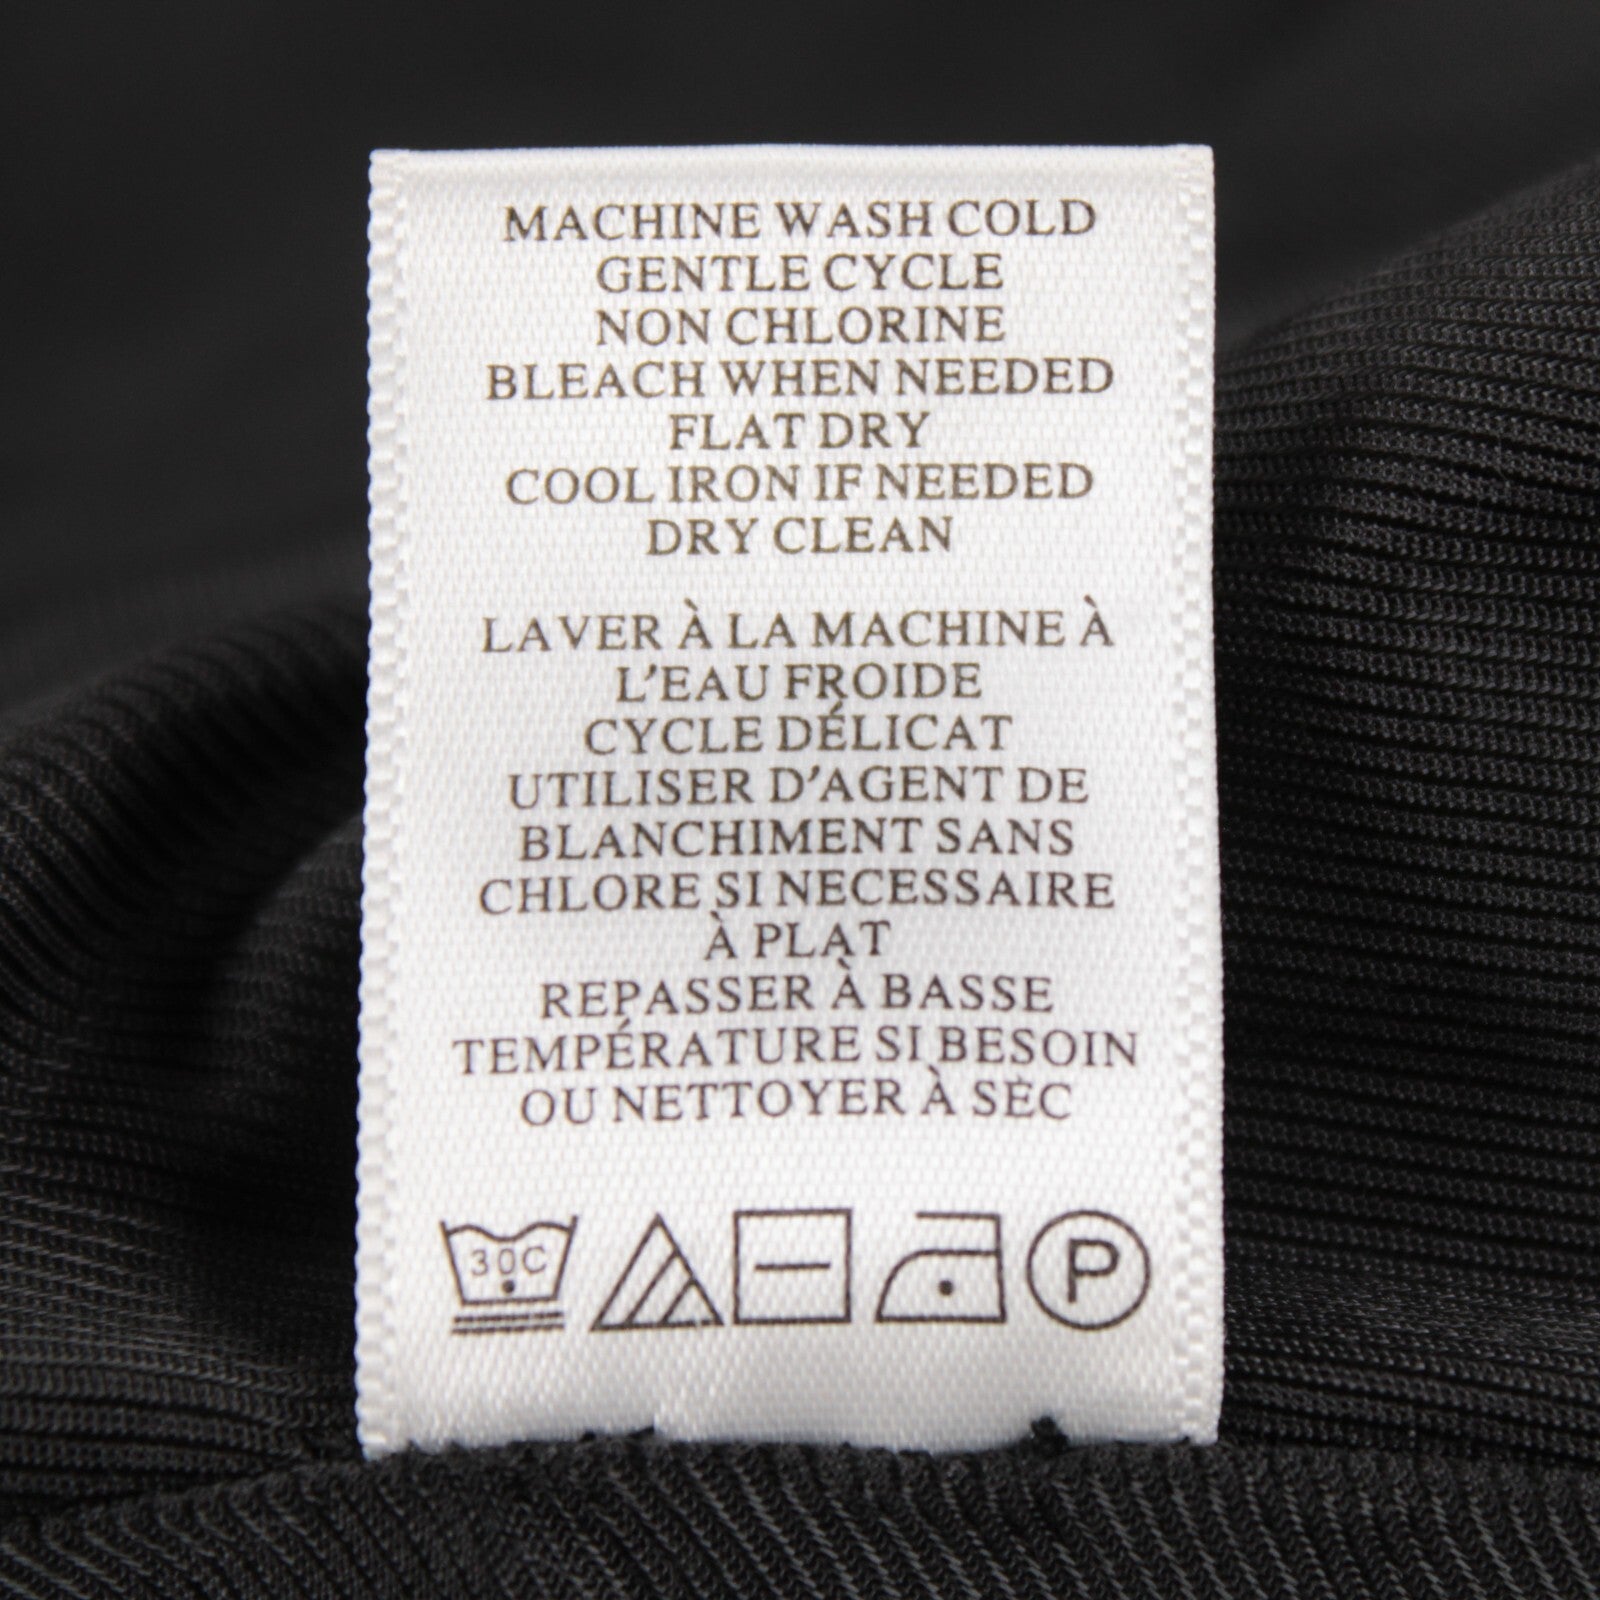 MACHINE WASH COLD
GENTLE CYCLE
NON CHLORINE
BLEACH WHEN NEEDED
FLAT DRY
COOL IRON IF NEEDED
DRY CLEAN
LAVER À LA MACHINE À
L'EAU FROIDE
CYCLE DÉLICAT
UTILISER D'AGENT DE
BLANCHIMENT SANS
CHLORE SI NECESSAIRE
À PLAT
REPASSER À BASSE
TEMPÉRATURE SI BESOIN
OU NETTOYER À SEC
30C P